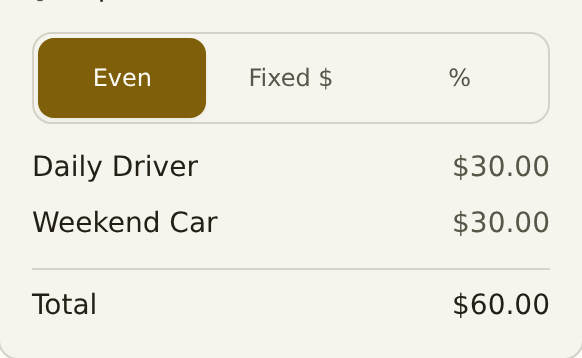 Even Fixed $ %
Daily Driver $30.00
Weekend Car $30.00
Total $60.00